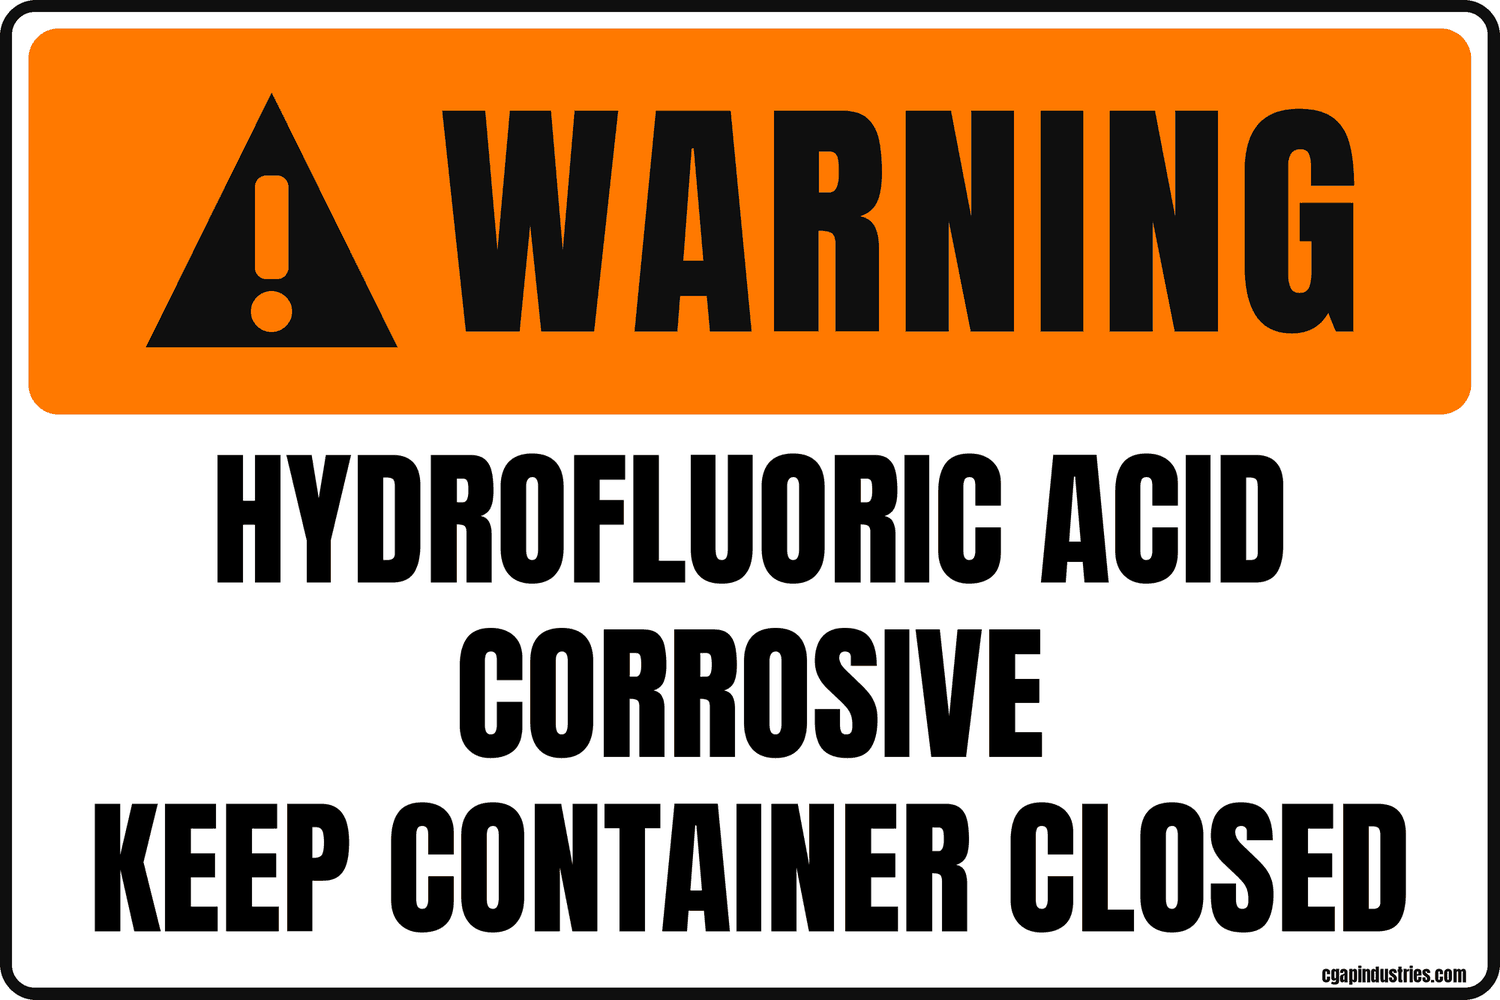 WARNING
HYDROFLUORIC ACID
CORROSIVE
KEEP CONTAINER CLOSED
cgapindustries.com